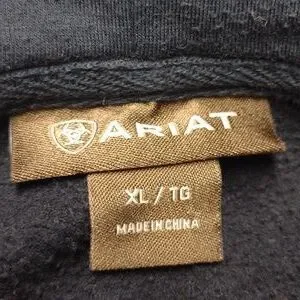 ARIAT
XL / TG
MADE IN CHINA